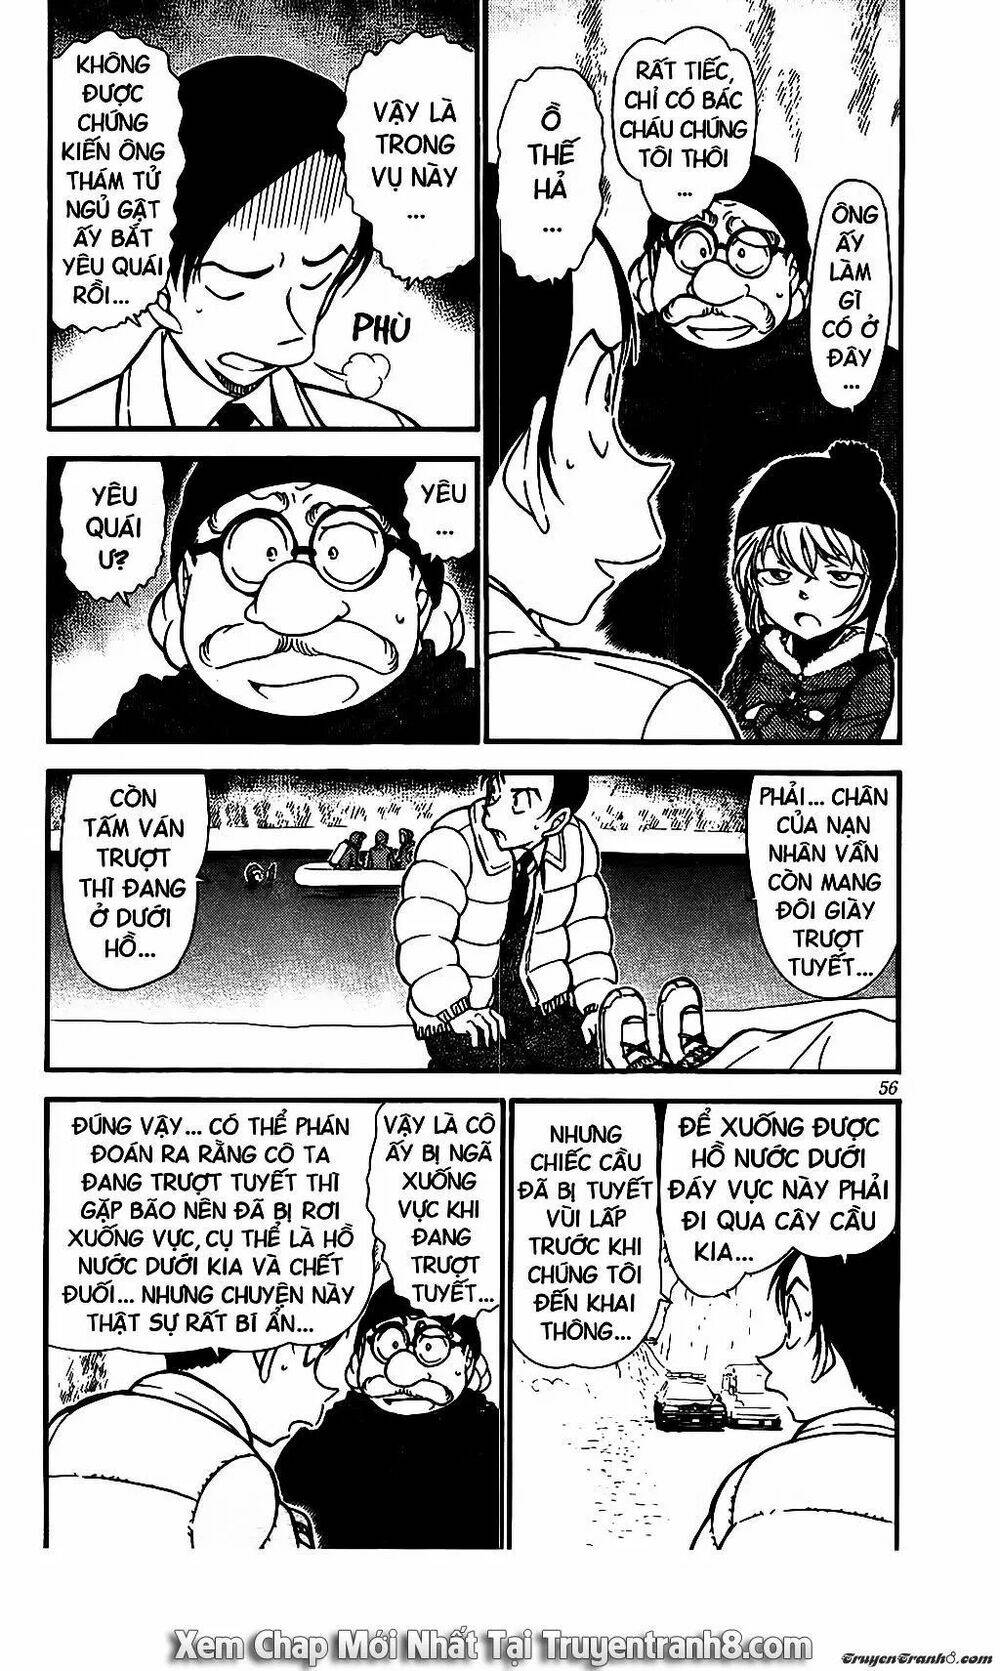 RẤT TIẾC,
CHỈ CÓ BÁC
CHÁU CHÚNG
TÔI THÔI
...
ÔNG
ẤY
LÀM
GÌ
CÓ Ở
ĐÂY
...
Ồ
THẾ
HẢ
...
VẬY LÀ
TRONG
VỤ NÀY
...
KHÔNG
ĐƯỢC
CHỨNG
KIẾN ÔNG
THÁM TỬ
NGỦ GẬT
ẤY BẮT
YÊU QUÁI
RỒI...
PHÙ
YÊU
...
YÊU
QUÁI
Ư?
PHẢI... CHÂN
CỦA NẠN
NHÂN VẪN
CÒN MANG
ĐÔI GIÀY
TRƯỢT
TUYẾT...
CÒN
TẤM VÁN
TRƯỢT
THÌ ĐANG
Ở DƯỚI
HỒ...
56
ĐỂ XUỐNG ĐƯỢC
HỒ NƯỚC DƯỚI
ĐÁY VỰC NÀY PHẢI
ĐI QUA CÂY CẦU
KIA...
NHƯNG
CHIẾC CẦU
ĐÃ BỊ TUYẾT
VÙI LẤP
TRƯỚC KHI
CHÚNG TÔI
ĐẾN KHAI
THÔNG...
VẬY LÀ CÔ
ẤY BỊ NGÃ
XUỐNG
VỰC KHI
ĐANG
TRƯỢT
TUYẾT...
ĐÚNG VẬY... CÓ THỂ PHÁN
ĐOÁN RA RẰNG CÔ TA
ĐANG TRƯỢT TUYẾT THÌ
GẶP BÃO NÊN ĐÃ BỊ RƠI
XUỐNG VỰC, CỤ THỂ LÀ HỒ
NƯỚC DƯỚI KIA VÀ CHẾT
ĐUỐI... NHƯNG CHUYỆN NÀY
THẬT SỰ RẤT BÍ ẨN...
Xem Chap Mới Nhất Tại Truyentranh8.com
TruyenTranh8.com